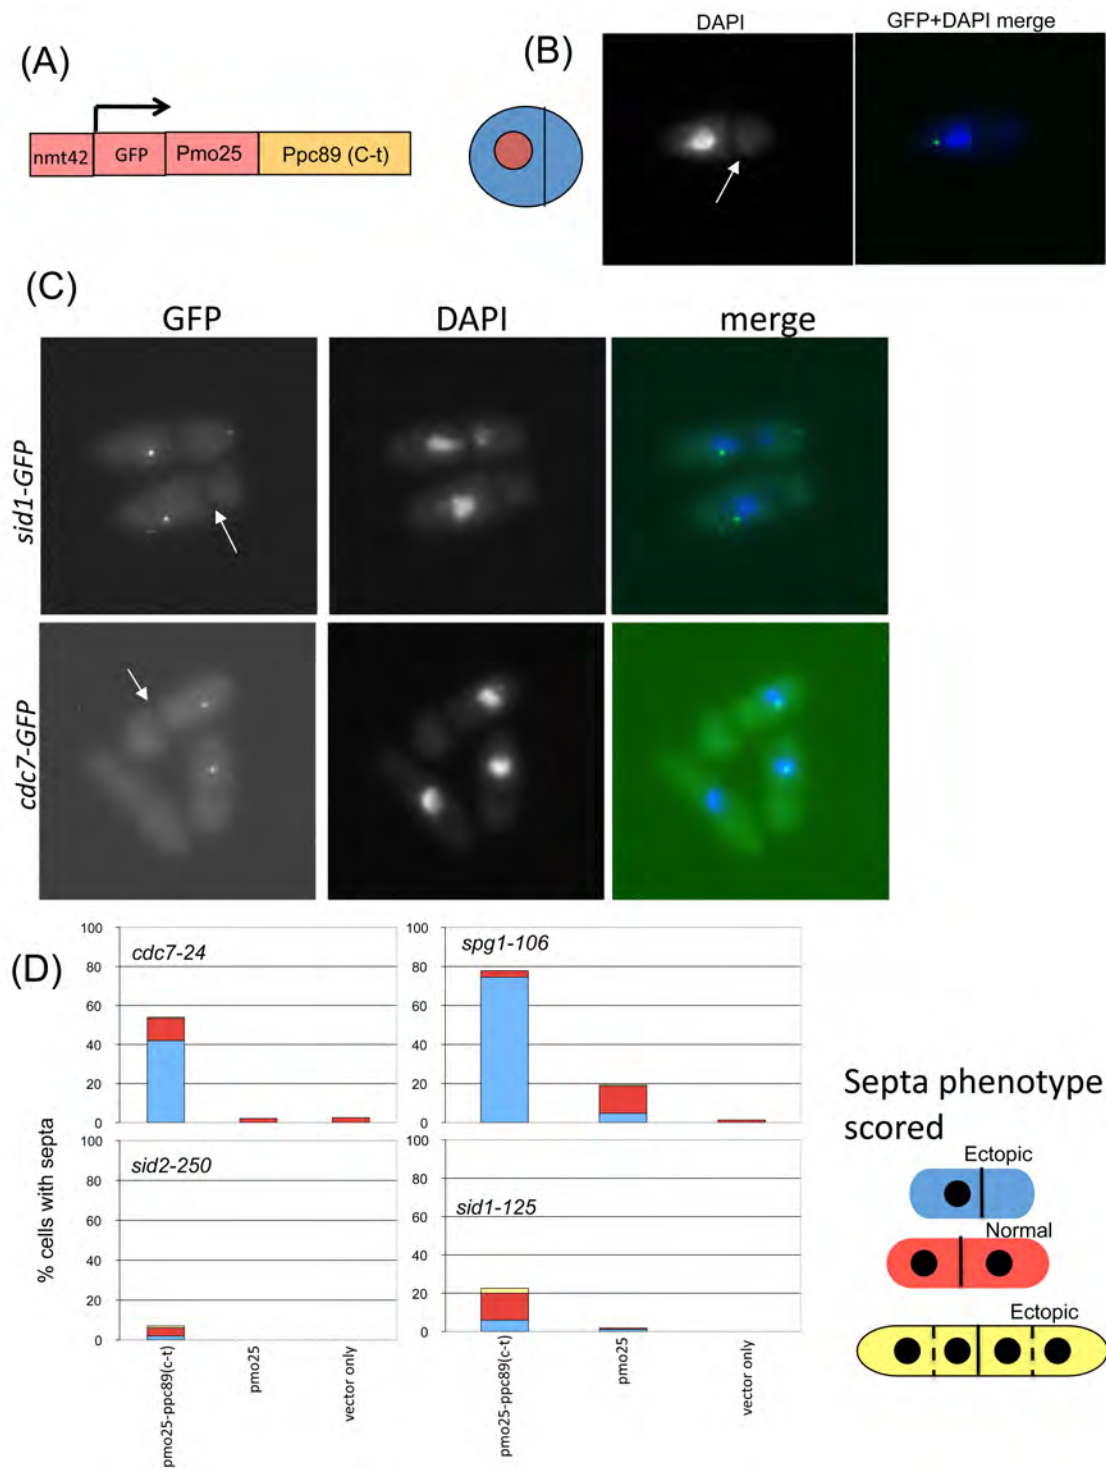 (A)
nmt42 GFP Pmo25 Ppc89 (C-t)
(B)
DAPI GFP+DAPI merge
(C)
GFP DAPI merge
sid1-GFP
cdc7-GFP
(D)
% cells with septa
100
80
60
40
20
0
cdc7-24
100
80
60
40
20
0
spg1-106
100
80
60
40
20
0
sid2-250
100
80
60
40
20
0
sid1-125
pmo25-ppc89(c-t)
pmo25
vector only
pmo25-ppc89(c-t)
pmo25
vector only
Septa phenotype
scored
Ectopic
Normal
Ectopic